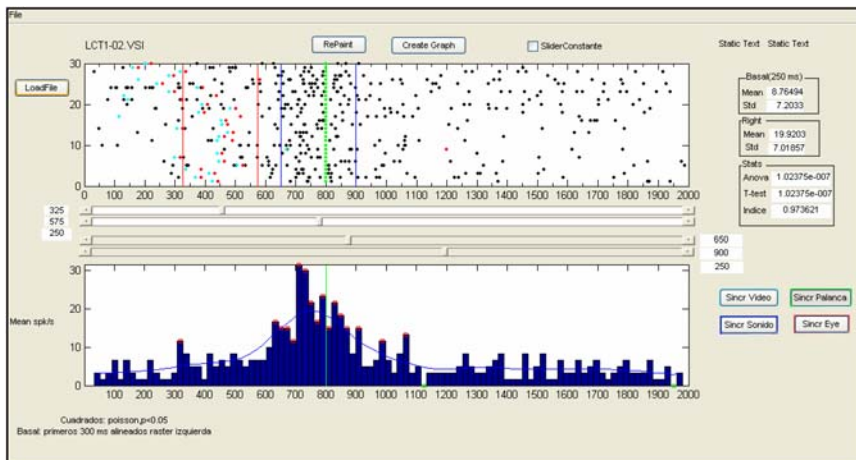 File
LCT1-02.VSI
RePaint
Create Graph
SliderConstante
Static Text Static Text
LoadFile
30
20
10
0
0 100 200 300 400 500 600 700 800 900 1000 1100 1200 1300 1400 1500 1600 1700 1800 1900 2000
Basal(250 ms)
Mean 8.76494
Std 7.2033
Right
Mean 19.9203
Std 7.01857
Stats
Anova 1.02375e-007
T-test 1.02375e-007
Indice 0.973621
325
575
250
650
900
250
Mean spk/s
30
20
10
0
100 200 300 400 500 600 700 800 900 1000 1100 1200 1300 1400 1500 1600 1700 1800 1900 2000
Sincr Video
Sincr Palanca
Sincr Sonido
Sincr Eye
Cuadrados: poisson,p<0.05
Basal: primeros 300 ms alineados raster izquierda